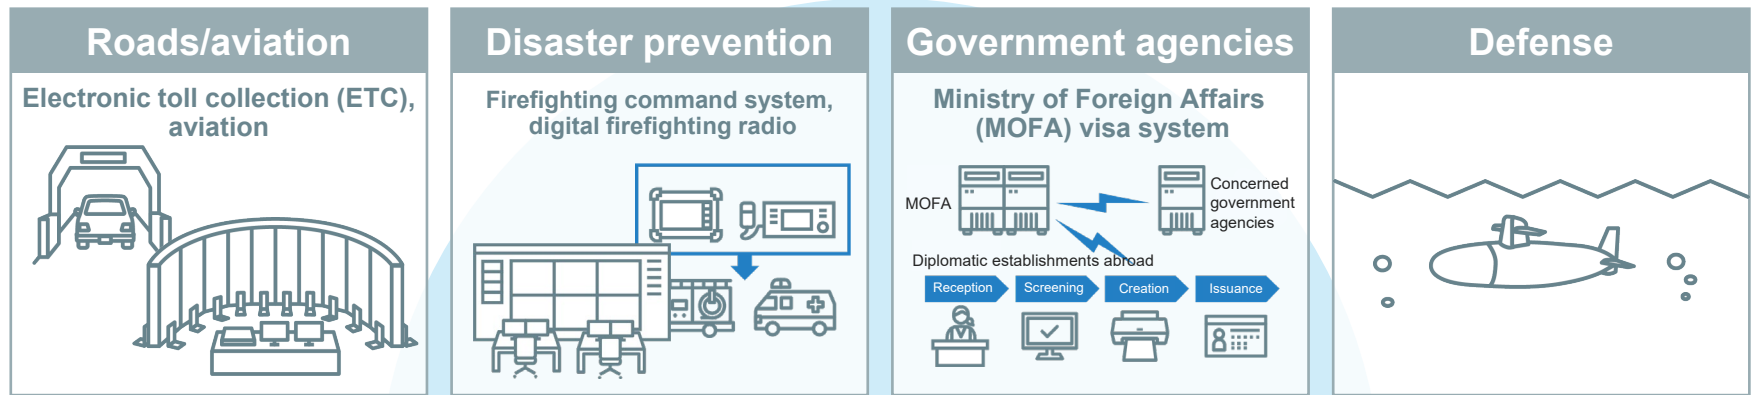 Roads/aviation
Electronic toll collection (ETC),
aviation
Disaster prevention
Firefighting command system,
digital firefighting radio
Government agencies
Ministry of Foreign Affairs
(MOFA) visa system
MOFA
Concerned
government
agencies
Diplomatic establishments abroad
Reception
Screening
Creation
Issuance
Defense